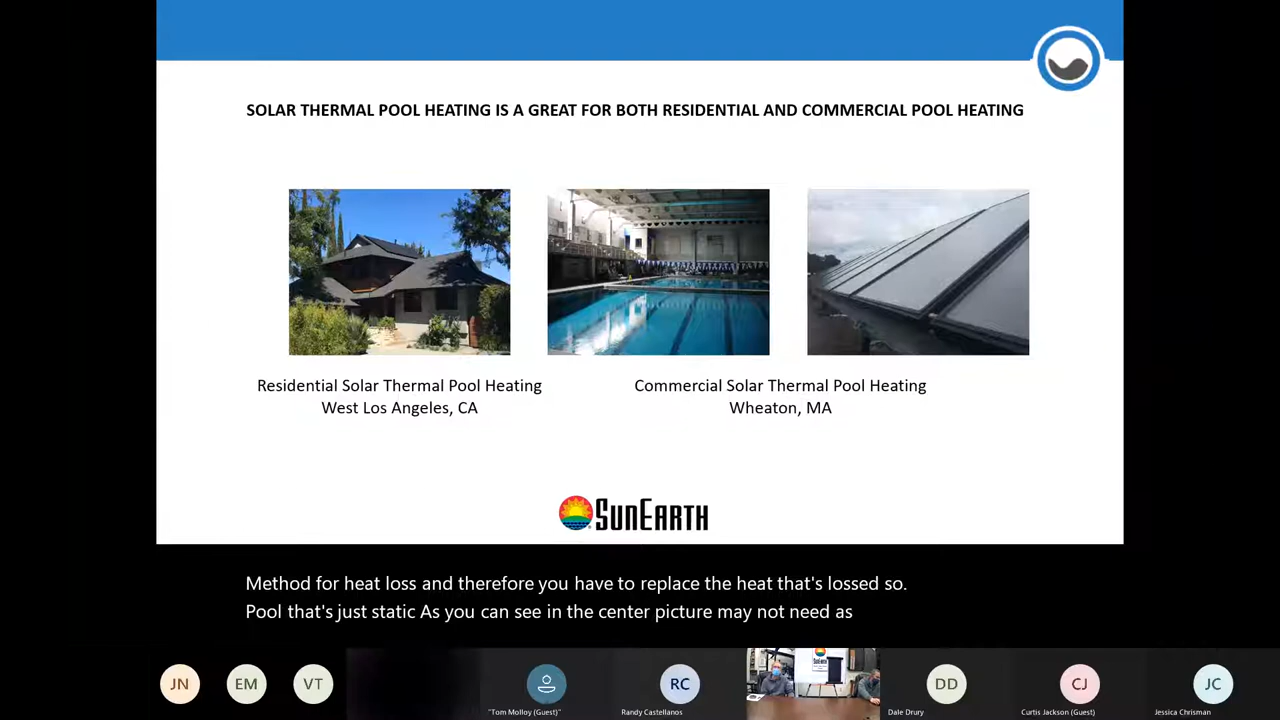 SOLAR THERMAL POOL HEATING IS A GREAT FOR BOTH RESIDENTIAL AND COMMERCIAL POOL HEATING
Residential Solar Thermal Pool Heating
West Los Angeles, CA
Commercial Solar Thermal Pool Heating
Wheaton, MA
SUNEARTH
Method for heat loss and therefore you have to replace the heat that's lossed so.
Pool that's just static As you can see in the center picture may not need as
JN
EM
VT
RC
SUNEARTH
DD
CJ
JC
"Tom Molloy (Guest)"
Randy Castellanos
Dale Drury
Curtis Jackson (Guest)
Jessica Chrisman